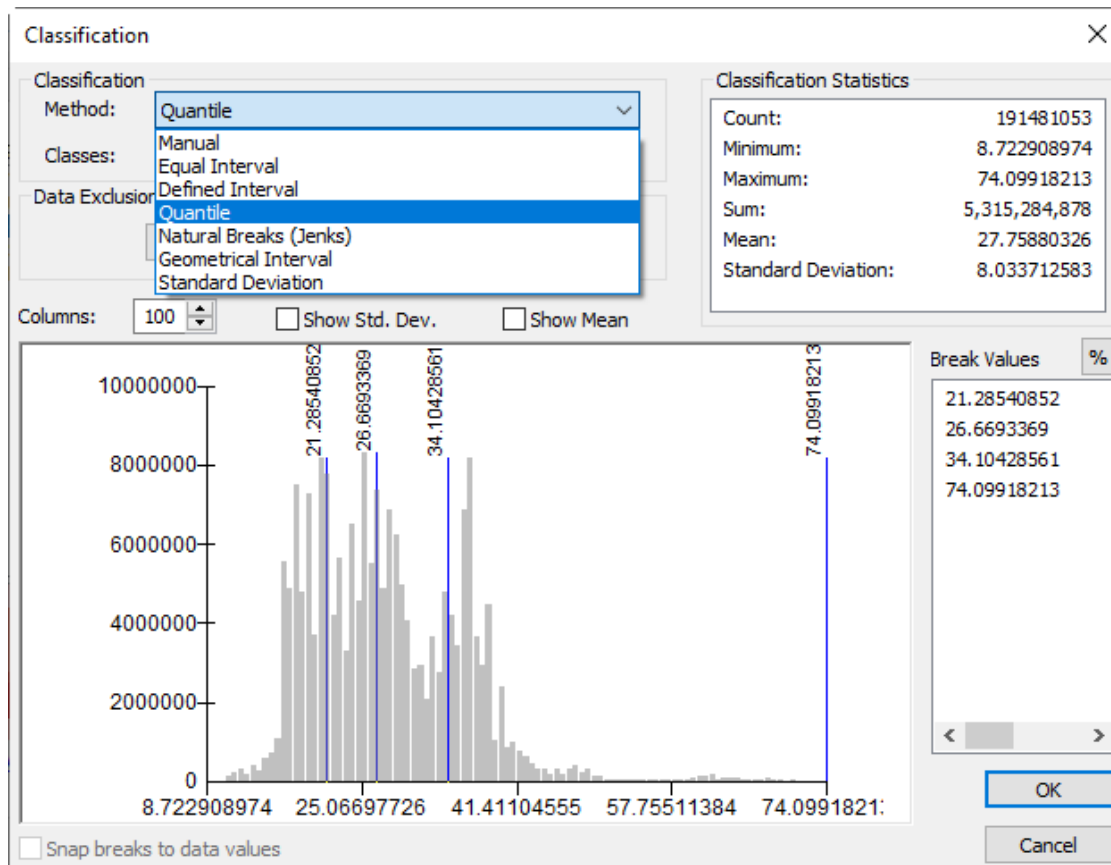 Classification
Classification
Method:
Quantile
Manual
Equal Interval
Defined Interval
Quantile
Natural Breaks (Jenks)
Geometrical Interval
Standard Deviation
Classes:
Data Exclusion
Classification Statistics
Count: 191481053
Minimum: 8.722908974
Maximum: 74.09918213
Sum: 5,315,284,878
Mean: 27.75880326
Standard Deviation: 8.033712583
Columns: 100 Show Std. Dev. Show Mean
21.28540852
26.6693369
34.10428561
74.09918213
10000000
8000000
6000000
4000000
2000000
0
8.722908974 25.06697726 41.41104555 57.75511384 74.09918213
Break Values %
21.28540852
26.6693369
34.10428561
74.09918213
OK
Cancel
Snap breaks to data values